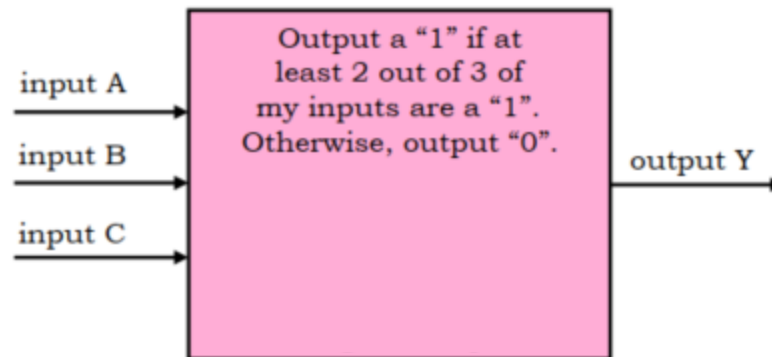 Output a “1” if at
least 2 out of 3 of
my inputs are a “1”.
Otherwise, output “0”.
input A
input B
input C
output Y